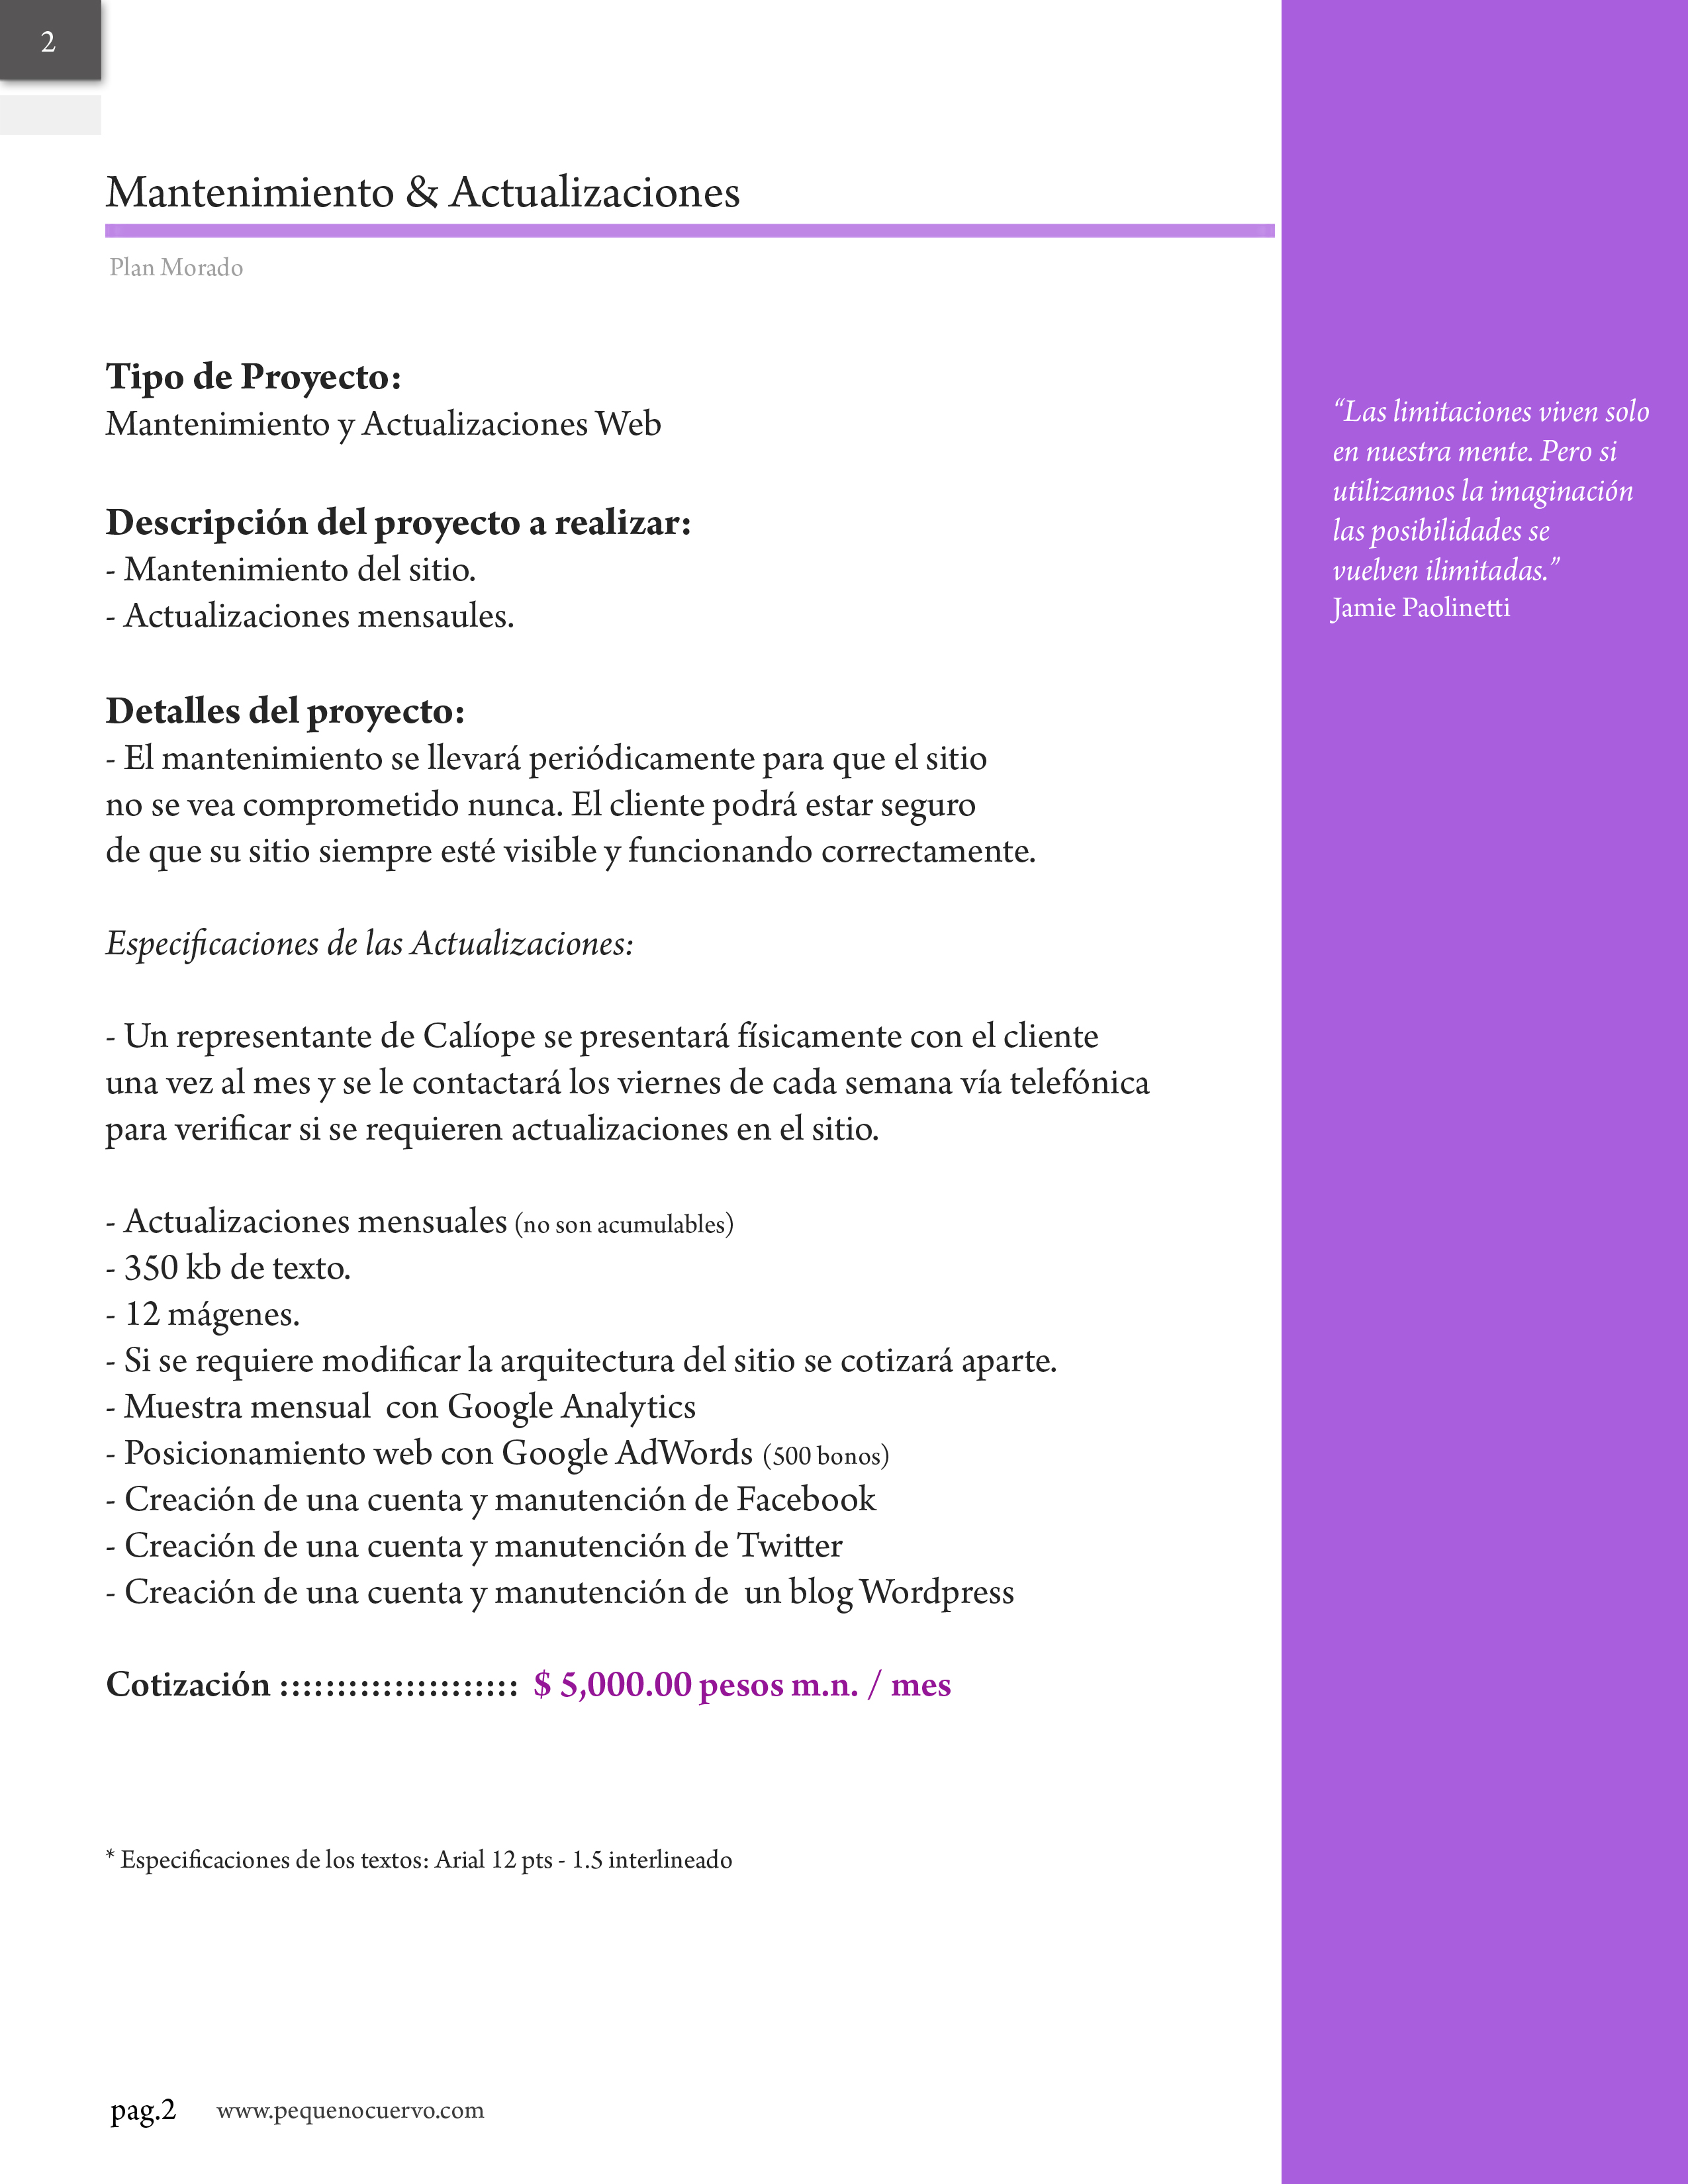 2
Mantenimiento & Actualizaciones
Plan Morado
Tipo de Proyecto:
Mantenimiento y Actualizaciones Web
Descripción del proyecto a realizar:
- Mantenimiento del sitio.
- Actualizaciones mensaules.
Detalles del proyecto:
- El mantenimiento se llevará periódicamente para que el sitio
no se vea comprometido nunca. El cliente podrá estar seguro
de que su sitio siempre esté visible y funcionando correctamente.
Especificaciones de las Actualizaciones:
- Un representante de Calíope se presentará físicamente con el cliente
una vez al mes y se le contactará los viernes de cada semana vía telefónica
para verificar si se requieren actualizaciones en el sitio.
- Actualizaciones mensuales (no son acumulables)
- 350 kb de texto.
- 12 mágenes.
- Si se requiere modificar la arquitectura del sitio se cotizará aparte.
- Muestra mensual  con Google Analytics
- Posicionamiento web con Google AdWords (500 bonos)
- Creación de una cuenta y manutención de Facebook
- Creación de una cuenta y manutención de Twitter
- Creación de una cuenta y manutención de  un blog Wordpress
Cotización ::::::::::::::::::::: $ 5,000.00 pesos m.n. / mes
* Especificaciones de los textos: Arial 12 pts - 1.5 interlineado
pag.2 www.pequenocuervo.com
“Las limitaciones viven solo
en nuestra mente. Pero si
utilizamos la imaginación
las posibilidades se
vuelven ilimitadas.”
Jamie Paolinetti